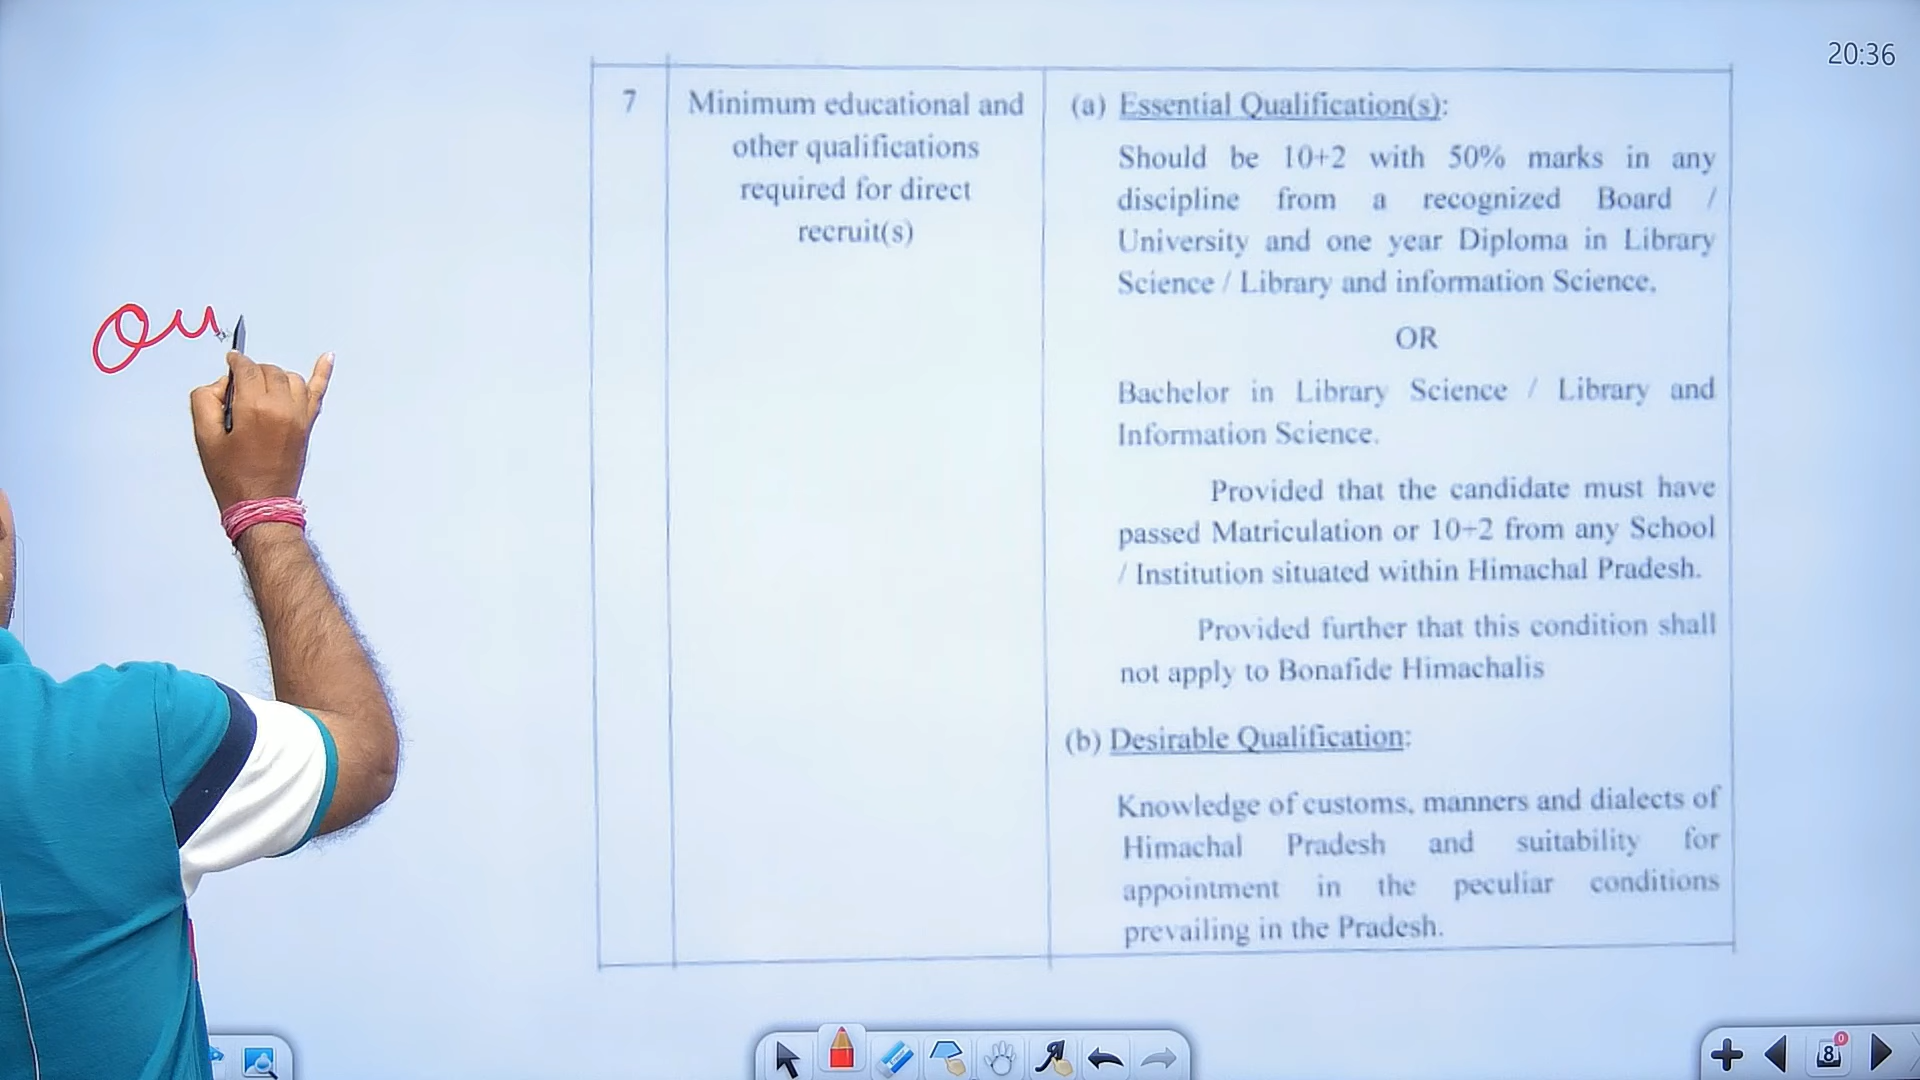 20:36
7
Minimum educational and
other qualifications
required for direct
recruit(s)
(a) Essential Qualification(s):
Should be 10+2 with 50% marks in any
discipline from a recognized Board /
University and one year Diploma in Library
Science / Library and information Science.
OR
Bachelor in Library Science / Library and
Information Science.
Provided that the candidate must have
passed Matriculation or 10+2 from any School
/ Institution situated within Himachal Pradesh.
Provided further that this condition shall
not apply to Bonafide Himachalis
(b) Desirable Qualification:
Knowledge of customs, manners and dialects of
Himachal Pradesh and suitability for
appointment in the peculiar conditions
prevailing in the Pradesh.
Qu
8
0